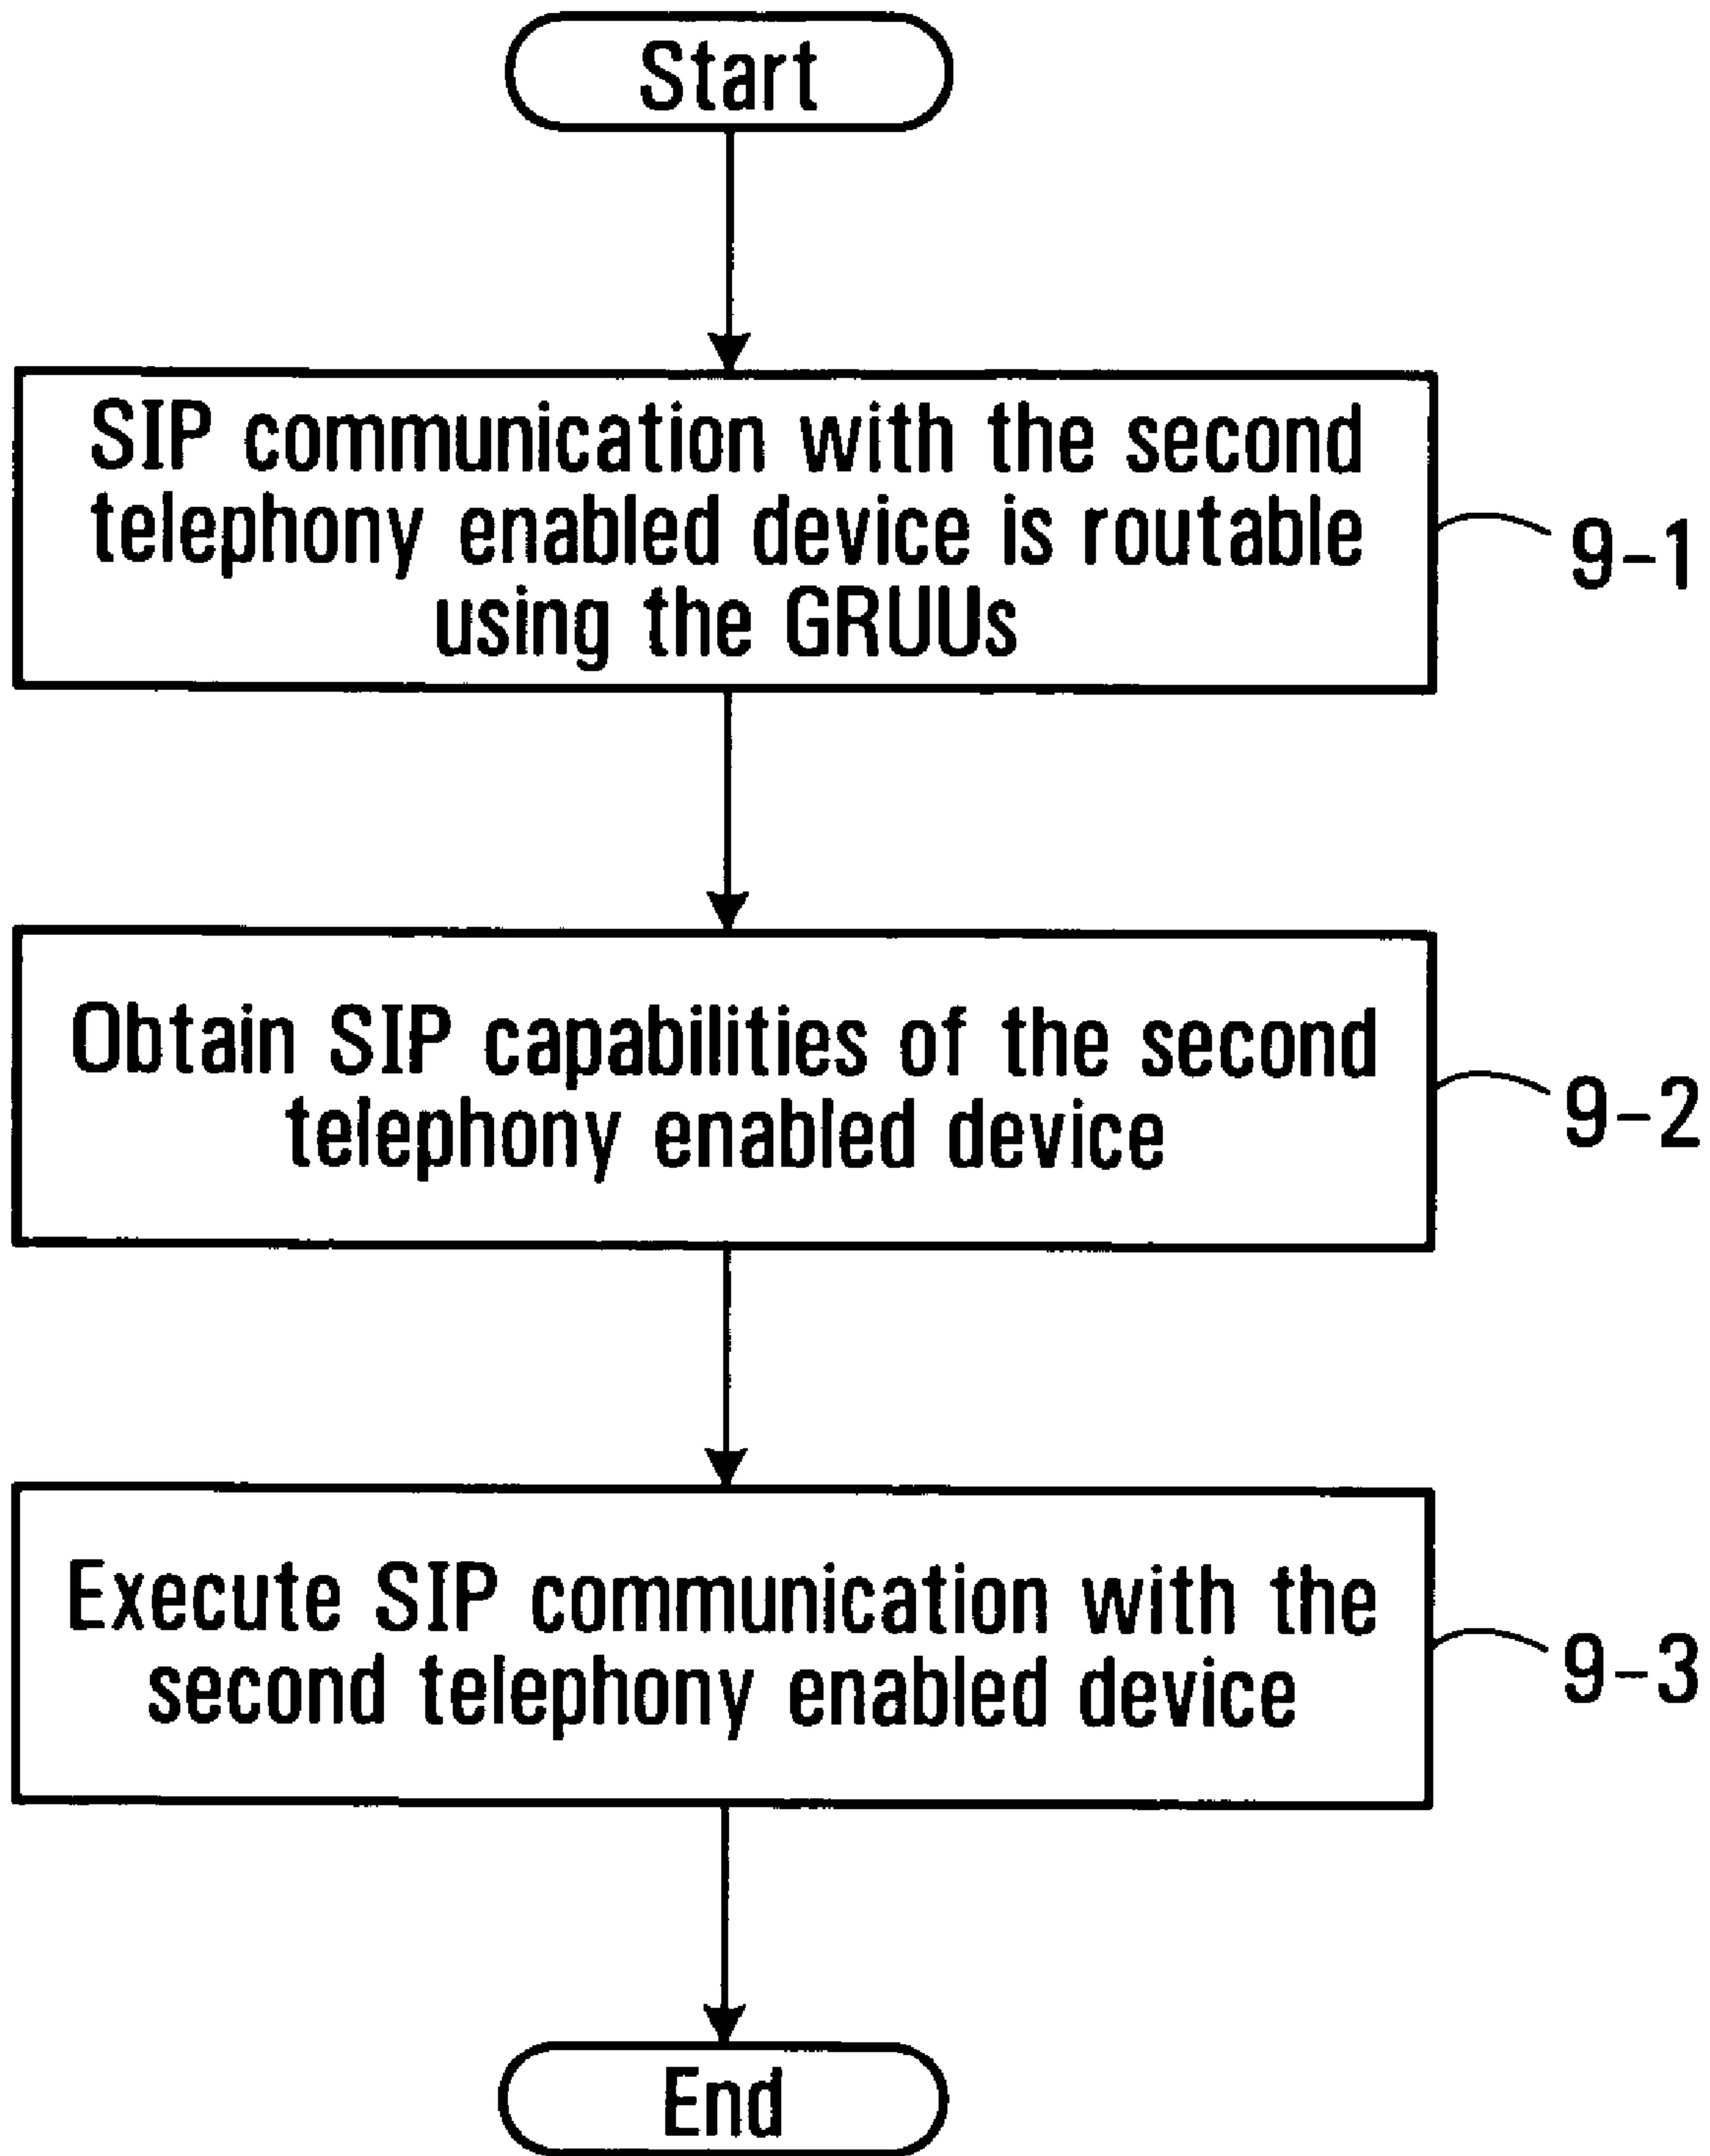 Start
SIP communication with the second
telephony enabled device is routable
using the GRUUs
9-1
Obtain SIP capabilities of the second
telephony enabled device
9-2
Execute SIP communication with the
second telephony enabled device
9-3
End